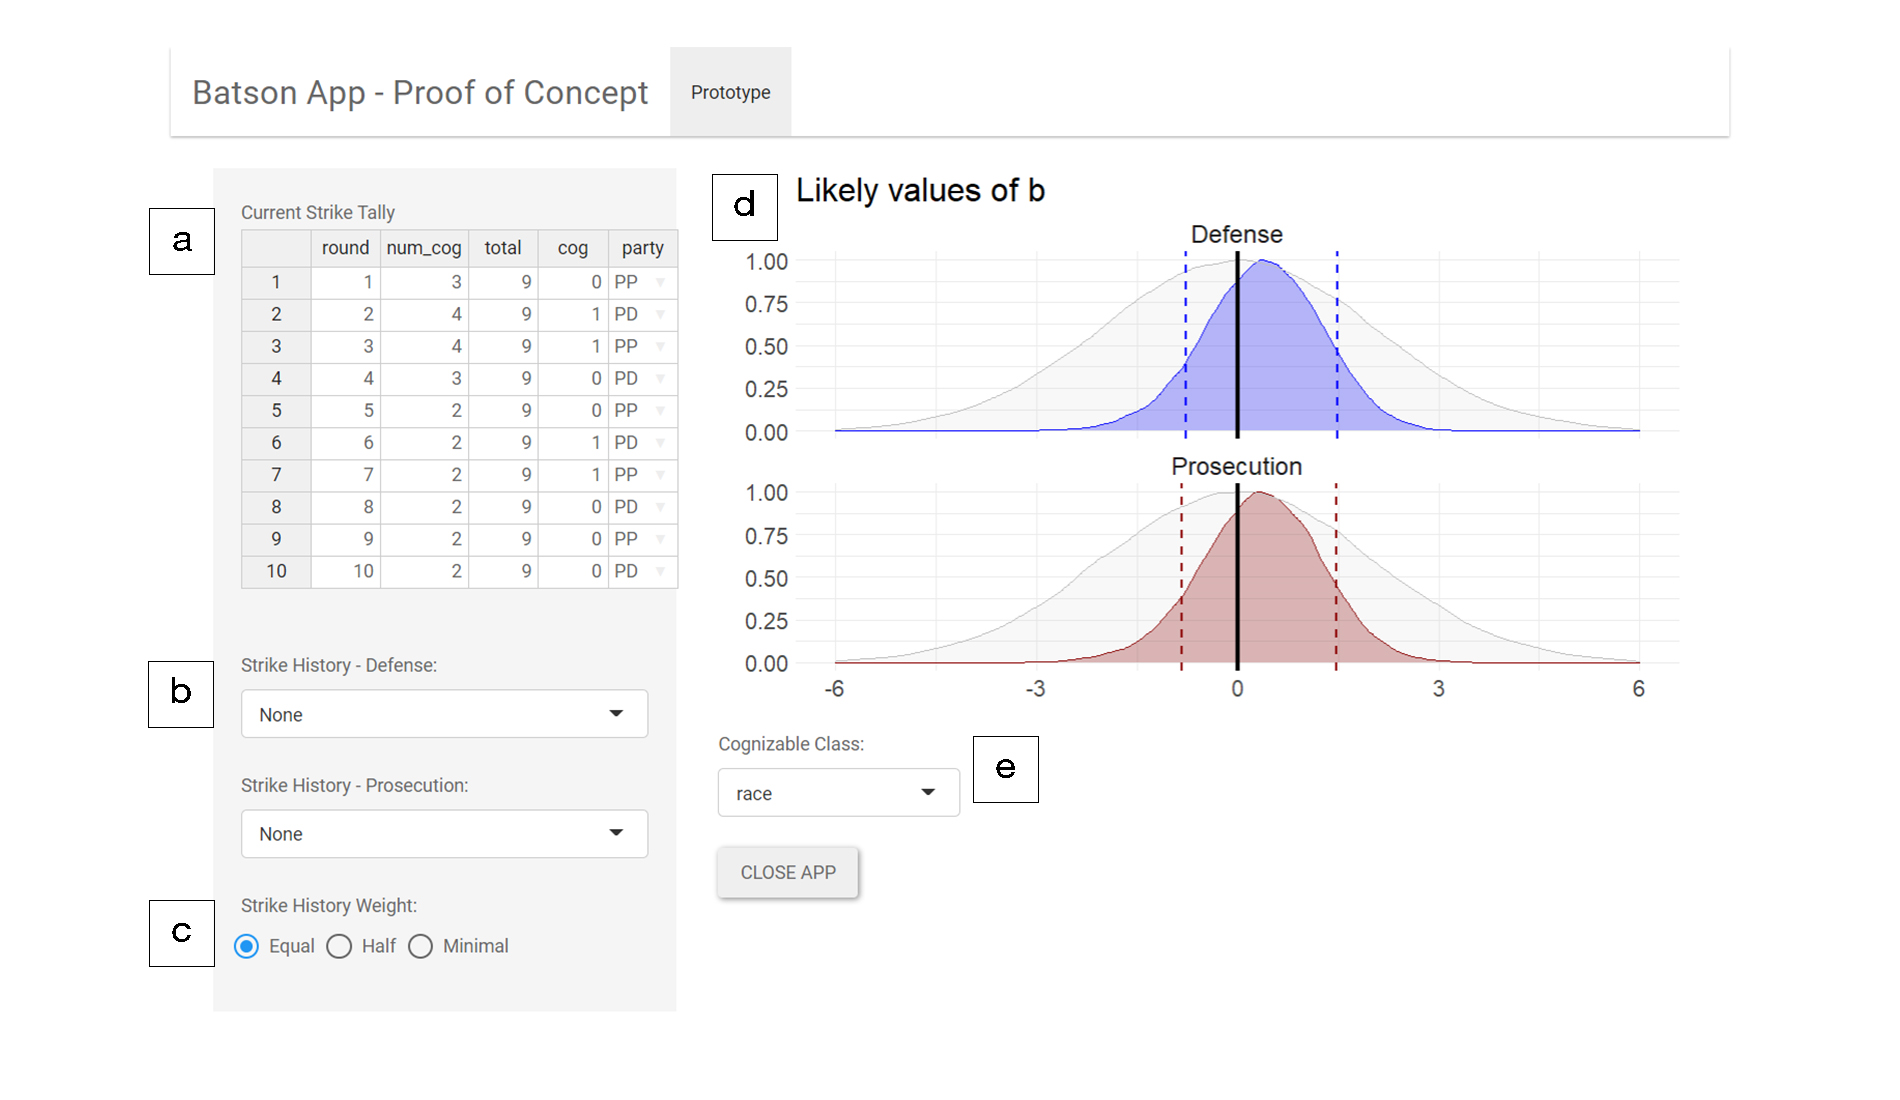 Batson App - Proof of Concept Prototype
a
Current Strike Tally
round num_cog total cog party
1 1 3 9 0 PP
2 2 4 9 1 PD
3 3 4 9 1 PP
4 4 3 9 0 PD
5 5 2 9 0 PP
6 6 2 9 1 PD
7 7 2 9 1 PP
8 8 2 9 0 PD
9 9 2 9 0 PP
10 10 2 9 0 PD
b
Strike History - Defense:
None
Strike History - Prosecution:
None
c
Strike History Weight:
Equal Half Minimal
d
Likely values of b
Defense
1.00
0.75
0.50
0.25
0.00
Prosecution
1.00
0.75
0.50
0.25
0.00
-6 -3 0 3 6
Cognizable Class:
race
e
CLOSE APP